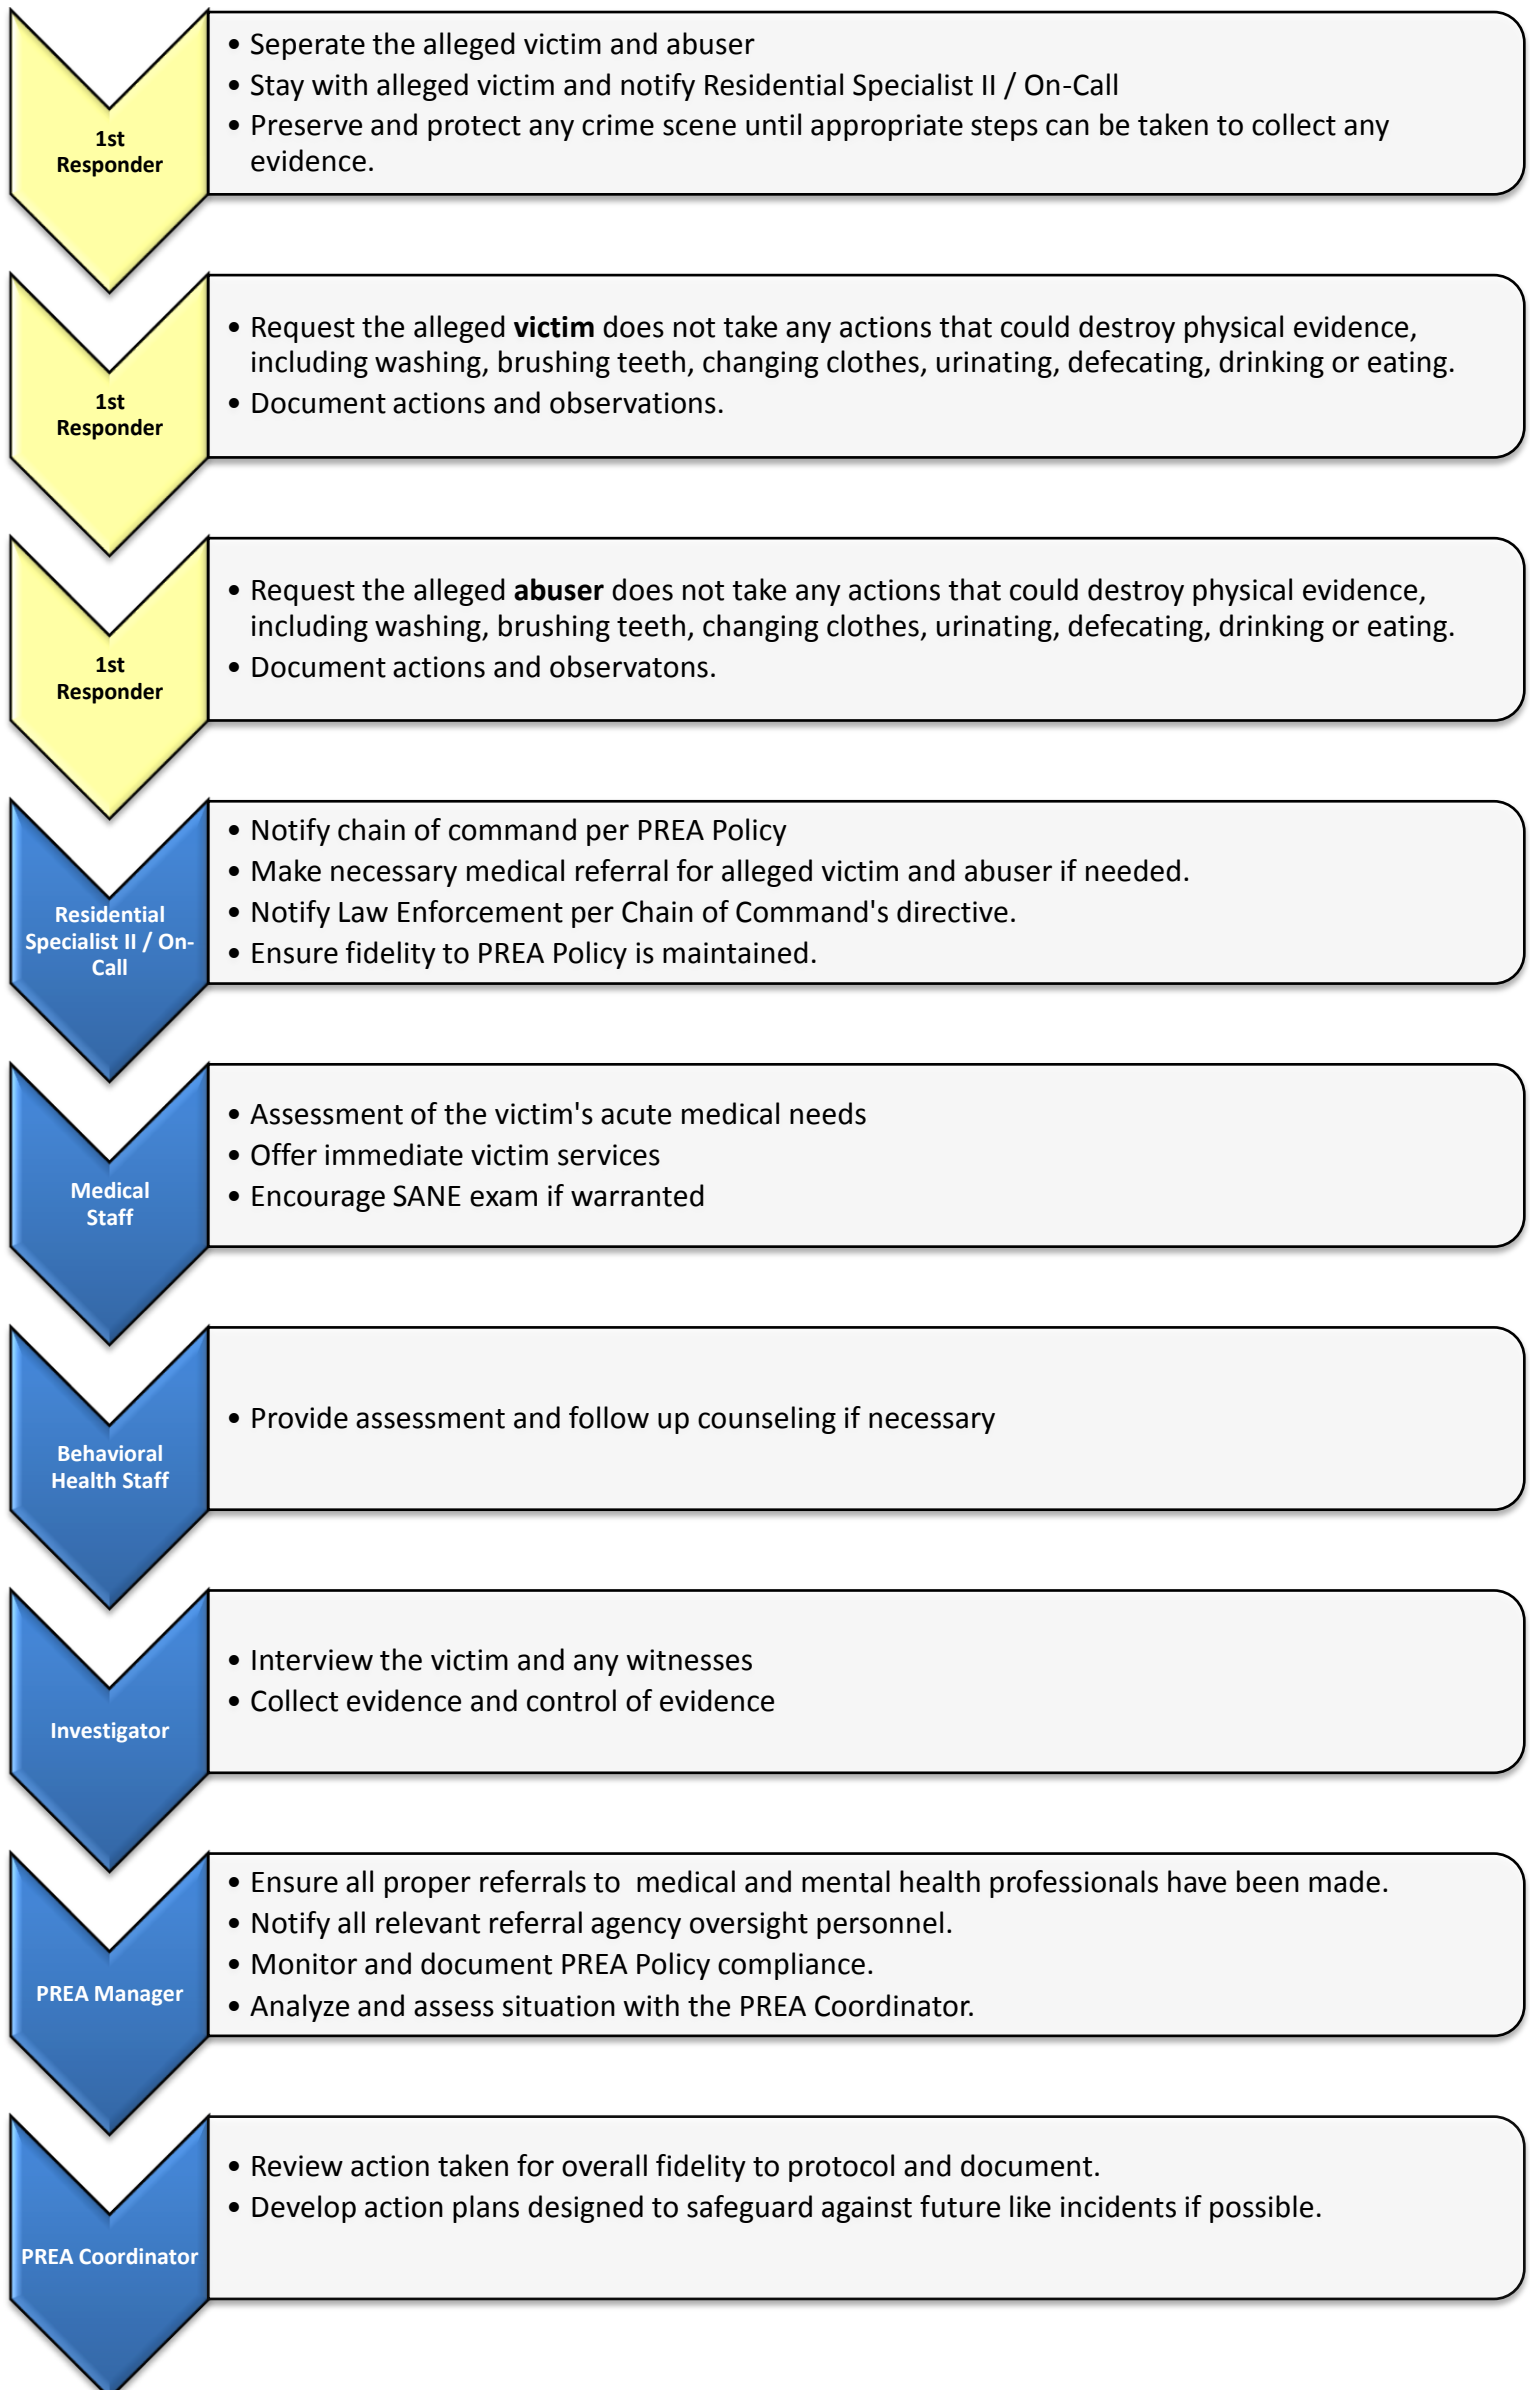 1st
Responder
• Seperate the alleged victim and abuser
• Stay with alleged victim and notify Residential Specialist II / On-Call
• Preserve and protect any crime scene until appropriate steps can be taken to collect any
evidence.
1st
Responder
• Request the alleged victim does not take any actions that could destroy physical evidence,
including washing, brushing teeth, changing clothes, urinating, defecating, drinking or eating.
• Document actions and observations.
1st
Responder
• Request the alleged abuser does not take any actions that could destroy physical evidence,
including washing, brushing teeth, changing clothes, urinating, defecating, drinking or eating.
• Document actions and observatons.
Residential
Specialist II / On-
Call
• Notify chain of command per PREA Policy
• Make necessary medical referral for alleged victim and abuser if needed.
• Notify Law Enforcement per Chain of Command's directive.
• Ensure fidelity to PREA Policy is maintained.
Medical
Staff
• Assessment of the victim's acute medical needs
• Offer immediate victim services
• Encourage SANE exam if warranted
Behavioral
Health Staff
• Provide assessment and follow up counseling if necessary
Investigator
• Interview the victim and any witnesses
• Collect evidence and control of evidence
PREA Manager
• Ensure all proper referrals to  medical and mental health professionals have been made.
• Notify all relevant referral agency oversight personnel.
• Monitor and document PREA Policy compliance.
• Analyze and assess situation with the PREA Coordinator.
PREA Coordinator
• Review action taken for overall fidelity to protocol and document.
• Develop action plans designed to safeguard against future like incidents if possible.